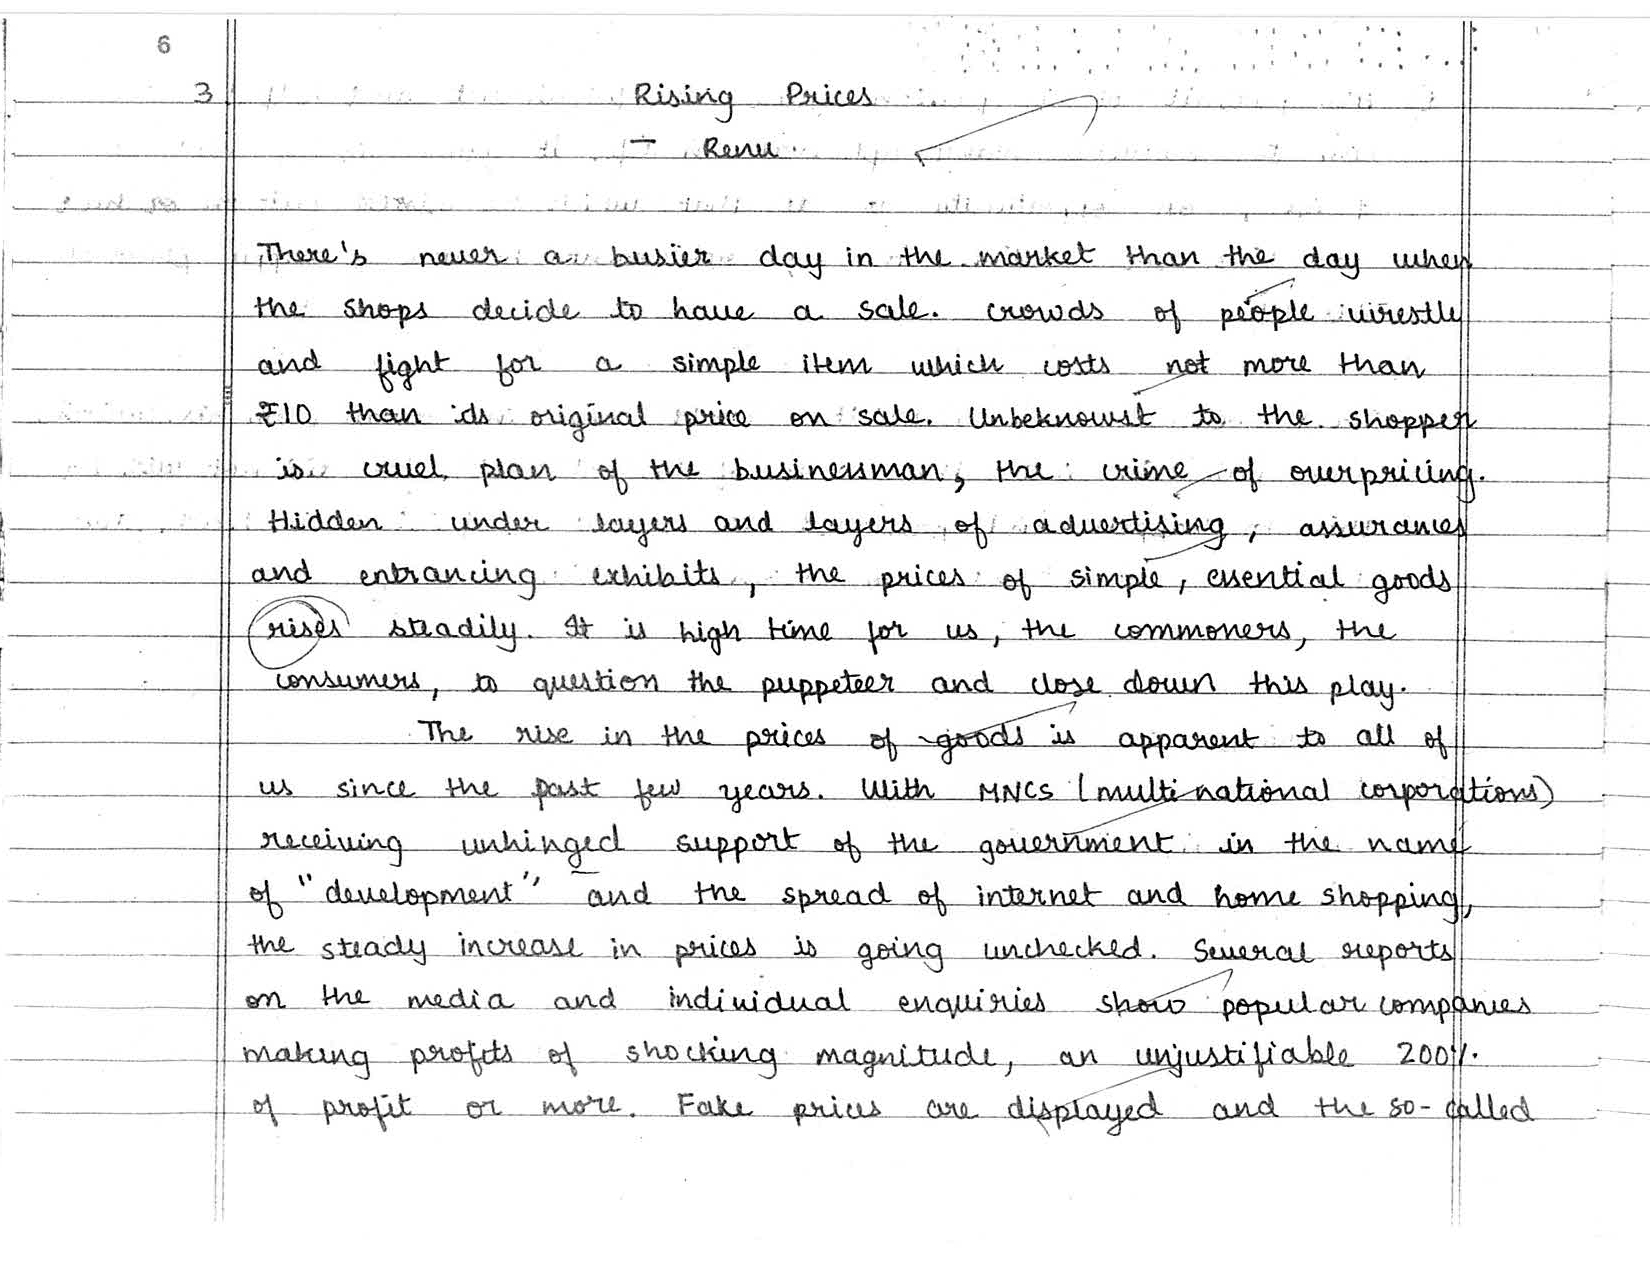 6
3 Rising Prices
- Renu
There's never a busier day in the market than the day when
the shops decide to have a sale. crowds of people wrestle
and fight for a simple item which costs not more than
₹10 than its original price on sale. Unbeknowst to the shopper
is cruel plan of the businessman, the crime of overpricing.
Hidden under layers and layers of advertising, assurances
and entrancing exhibits, the prices of simple, essential goods
rises steadily. It is high time for us, the commoners, the
consumers, to question the puppeteer and close down this play.
The rise in the prices of goods is apparent to all of
us since the past few years. With MNCS (multinational corporations)
receiving unhinged support of the government in the name
of "development" and the spread of internet and home shopping,
the steady increase in prices is going unchecked. Several reports
on the media and individual enquiries show popular companies
making profits of shocking magnitude, an unjustifiable 200%
of profit or more. Fake prices are displayed and the so-called